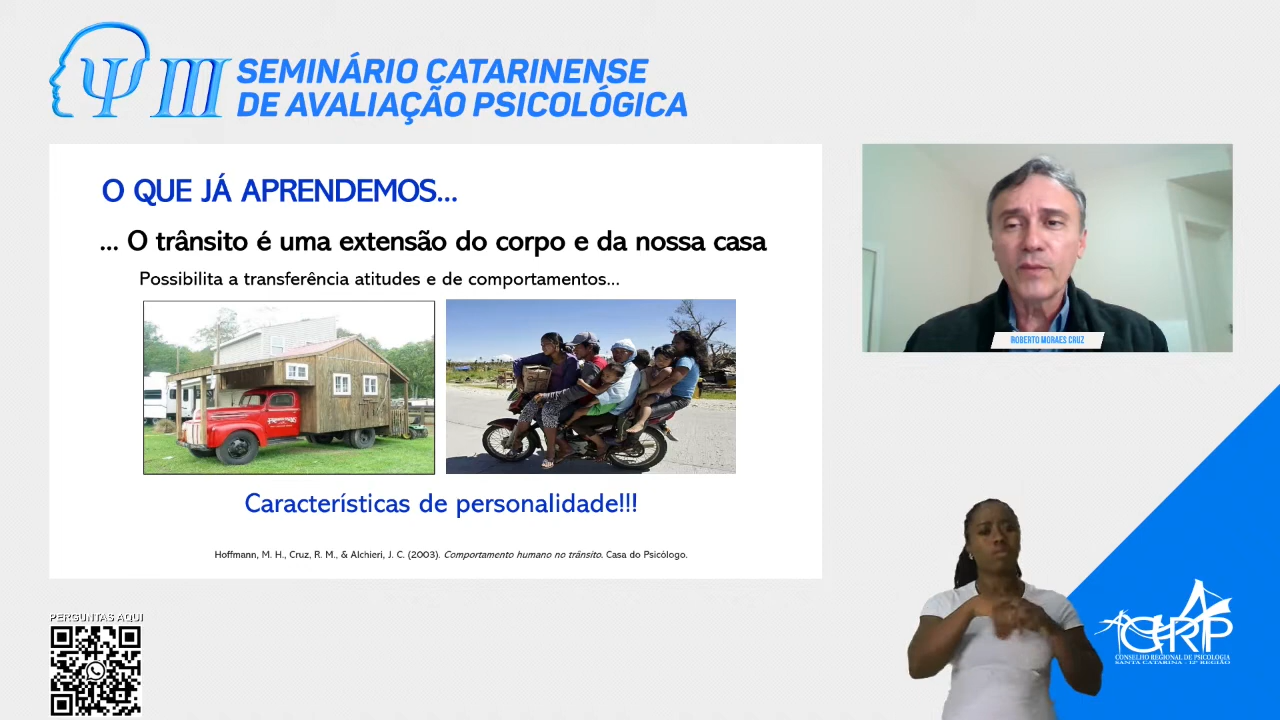 Ψ III SEMINÁRIO CATARINENSE
DE AVALIAÇÃO PSICOLÓGICA
O QUE JÁ APRENDEMOS...
... O trânsito é uma extensão do corpo e da nossa casa
Possibilita a transferência atitudes e de comportamentos...
Características de personalidade!!!
Hoffmann, M. H., Cruz, R. M., & Alchieri, J. C. (2003). Comportamento humano no trânsito. Casa do Psicólogo.
ROBERTO MORAES CRUZ
PERGUNTAS AQUI
CRP
CONSELHO REGIONAL DE PSICOLOGIA
SANTA CATARINA - 12ª REGIÃO